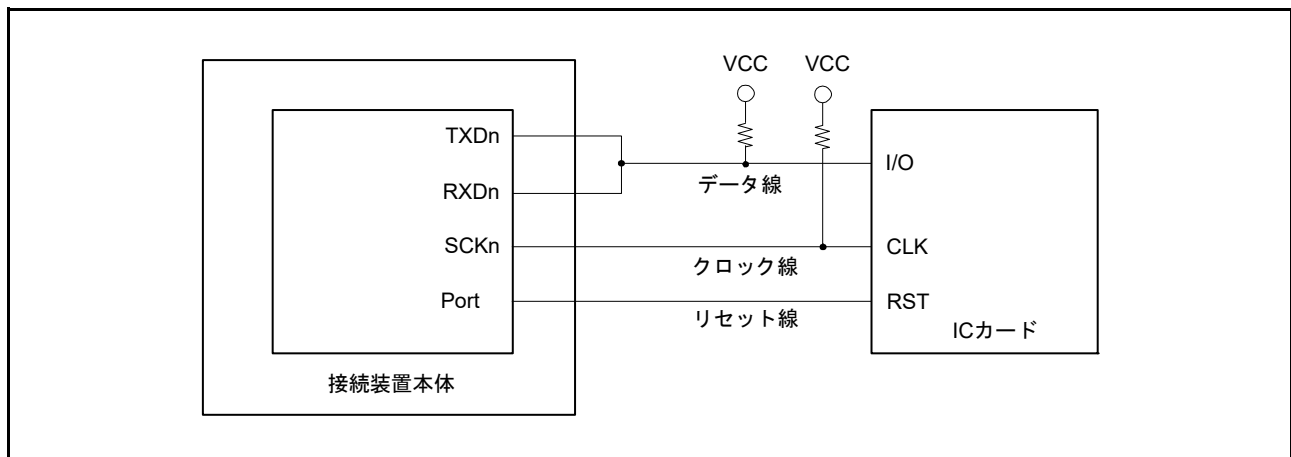 VCC VCC
TXDn
RXDn
SCKn
Port
接続装置本体
データ線
クロック線
リセット線
I/O
CLK
RST
ICカード